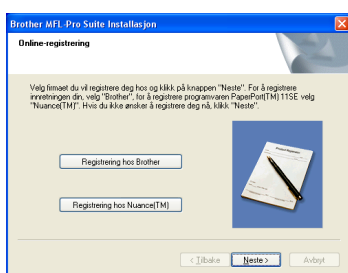 Brother MFL-Pro Suite Installasjon
Online-registrering
Velg firmaet du vil registrere deg hos og klikk på knappen "Neste". For å registrere
innretningen din, velg "Brother", for å registrere programvaren PaperPort(TM) 11SE velg
"Nuance(TM)". Hvis du ikke ønsker å registrere deg nå, klikk "Neste".
Registrering hos Brother
Registrering hos Nuance(TM)
< Tilbake Neste > Avbryt